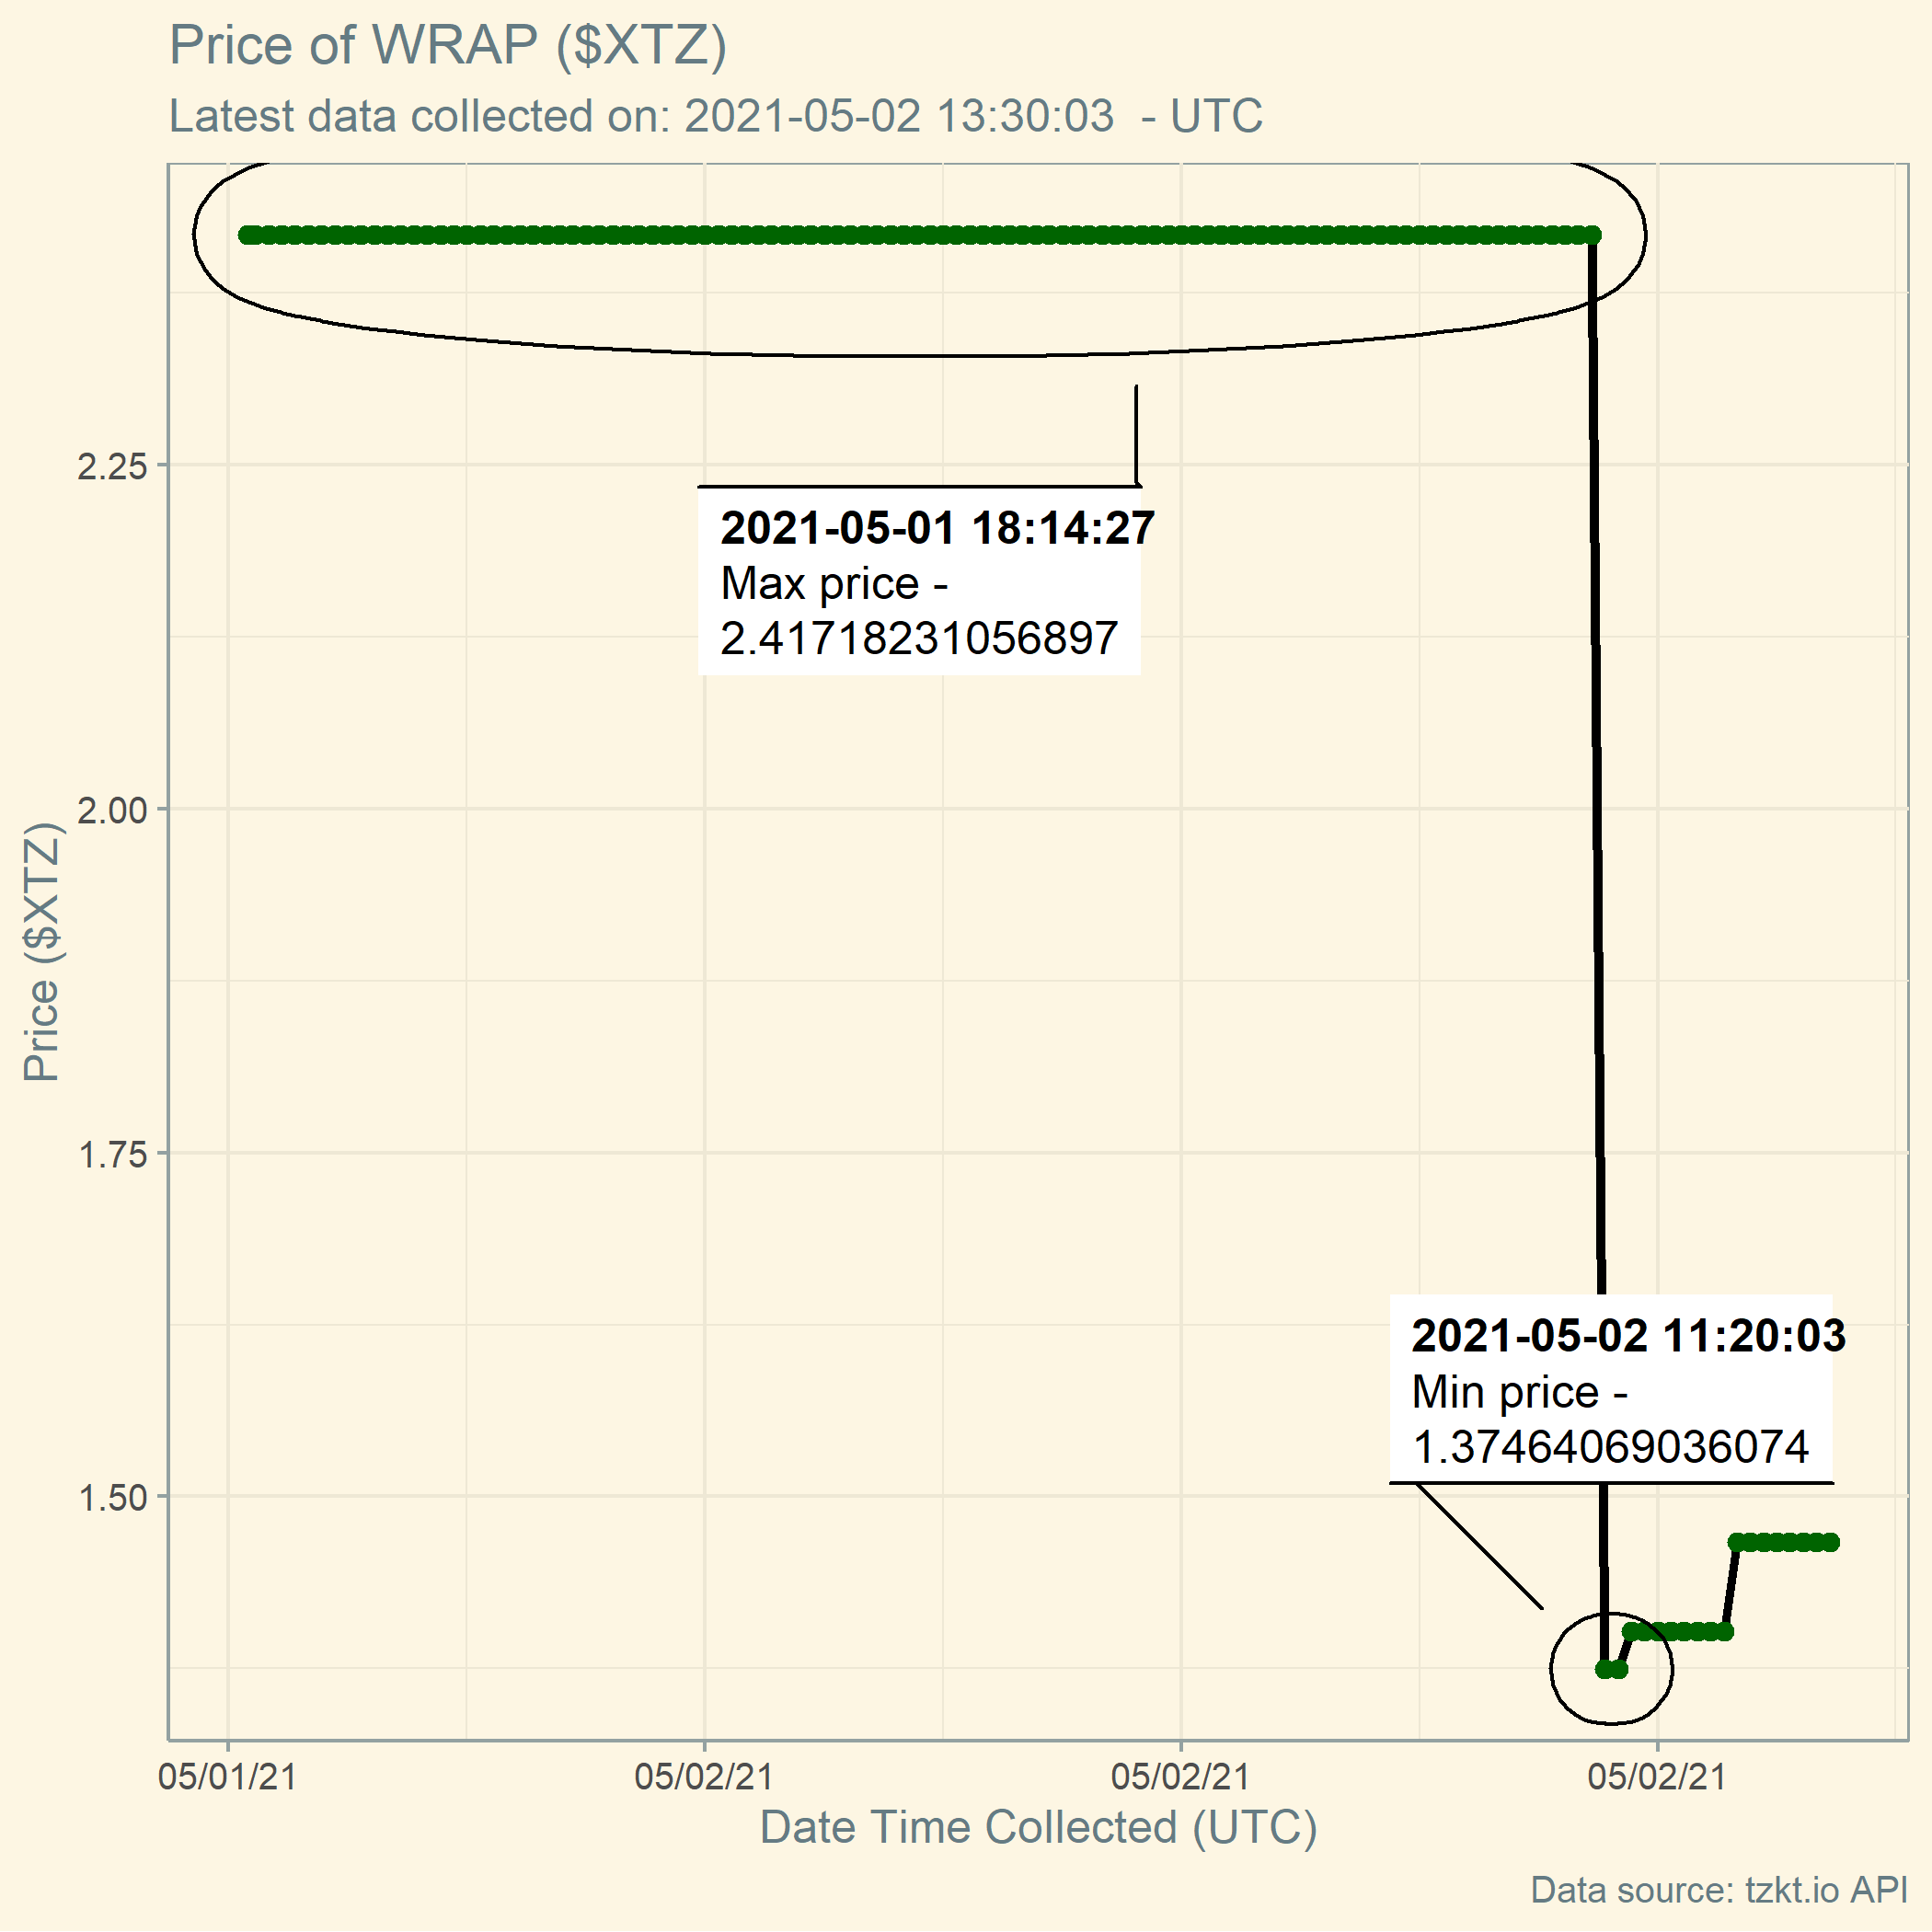 Price of WRAP ($XTZ)
Latest data collected on: 2021-05-02 13:30:03  - UTC
2.25
2.00
1.75
1.50
Price ($XTZ)
2021-05-01 18:14:27
Max price -
2.41718231056897
2021-05-02 11:20:03
Min price -
1.37464069036074
05/01/21
05/02/21
05/02/21
05/02/21
Date Time Collected (UTC)
Data source: tzkt.io API